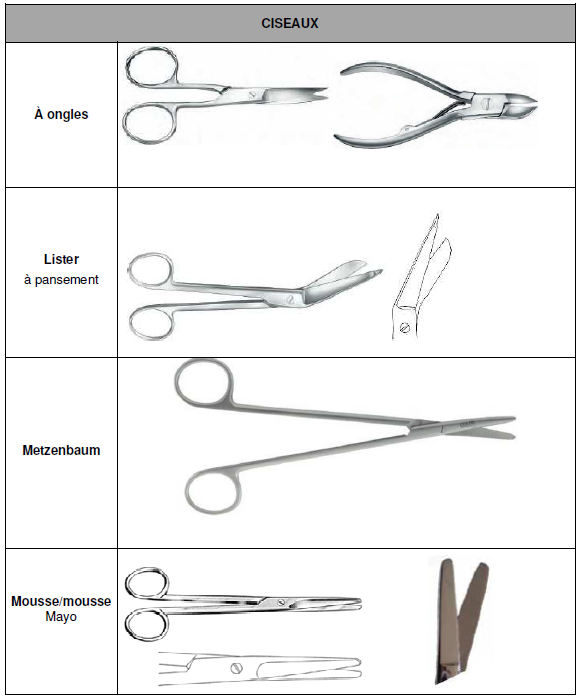 CISEAUX
À ongles
Lister
à pansement
Metzenbaum
Mousse/mousse
Mayo